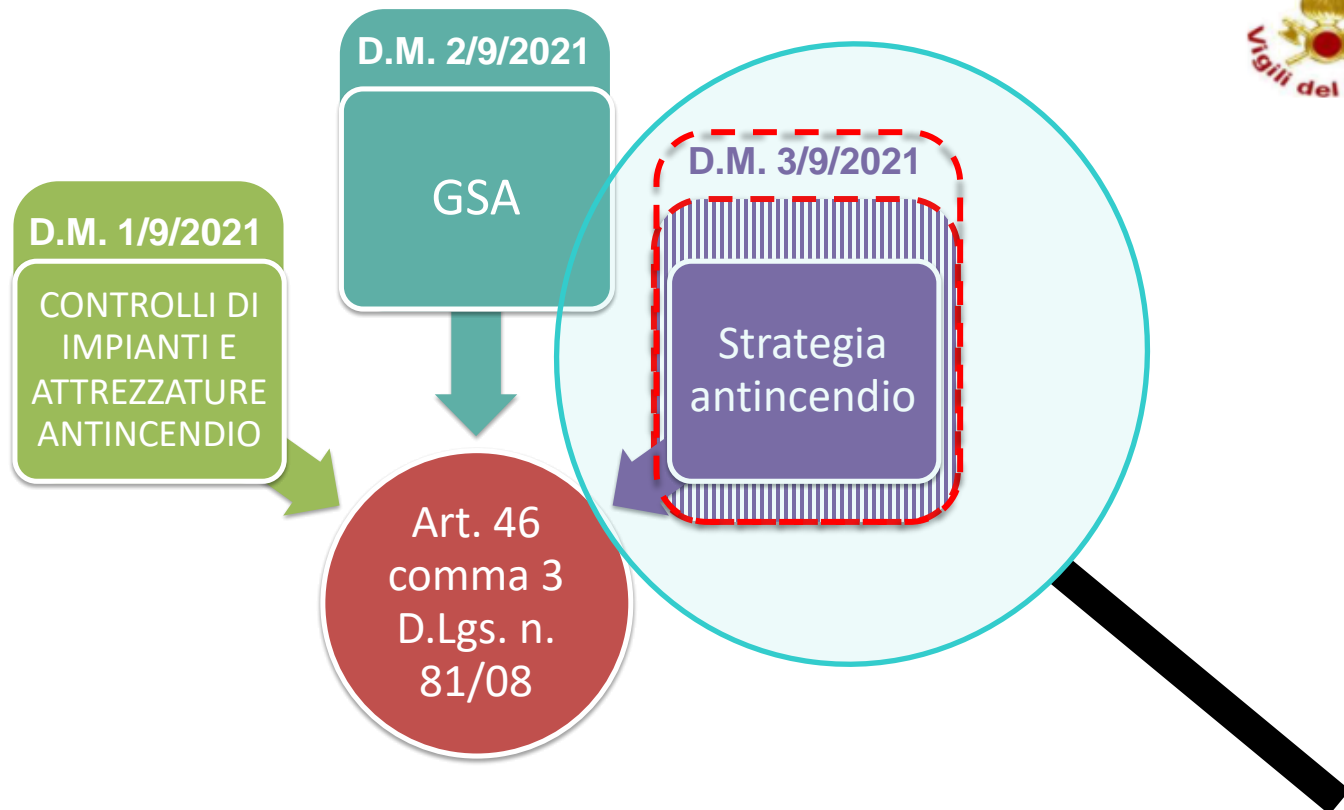 Vigili del
D.M. 2/9/2021
GSA
D.M. 3/9/2021
Strategia
antincendio
D.M. 1/9/2021
CONTROLLI DI
IMPIANTI E
ATTREZZATURE
ANTINCENDIO
Art. 46
comma 3
D.Lgs. n.
81/08